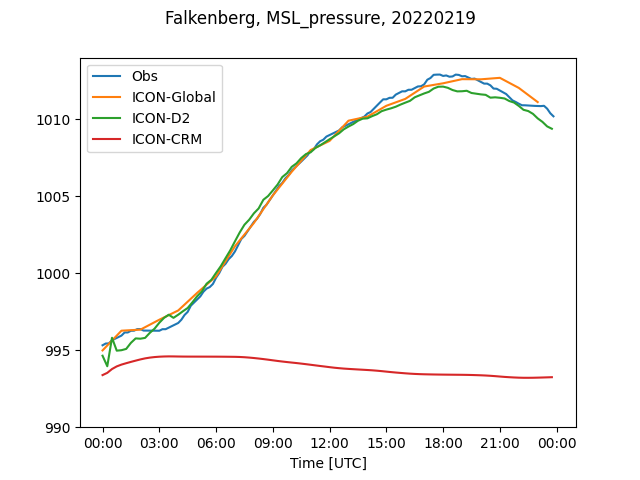 Falkenberg, MSL_pressure, 20220219
Obs
ICON-Global
ICON-D2
ICON-CRM
1010
1005
1000
995
990
00:00 03:00 06:00 09:00 12:00 15:00 18:00 21:00 00:00
Time [UTC]